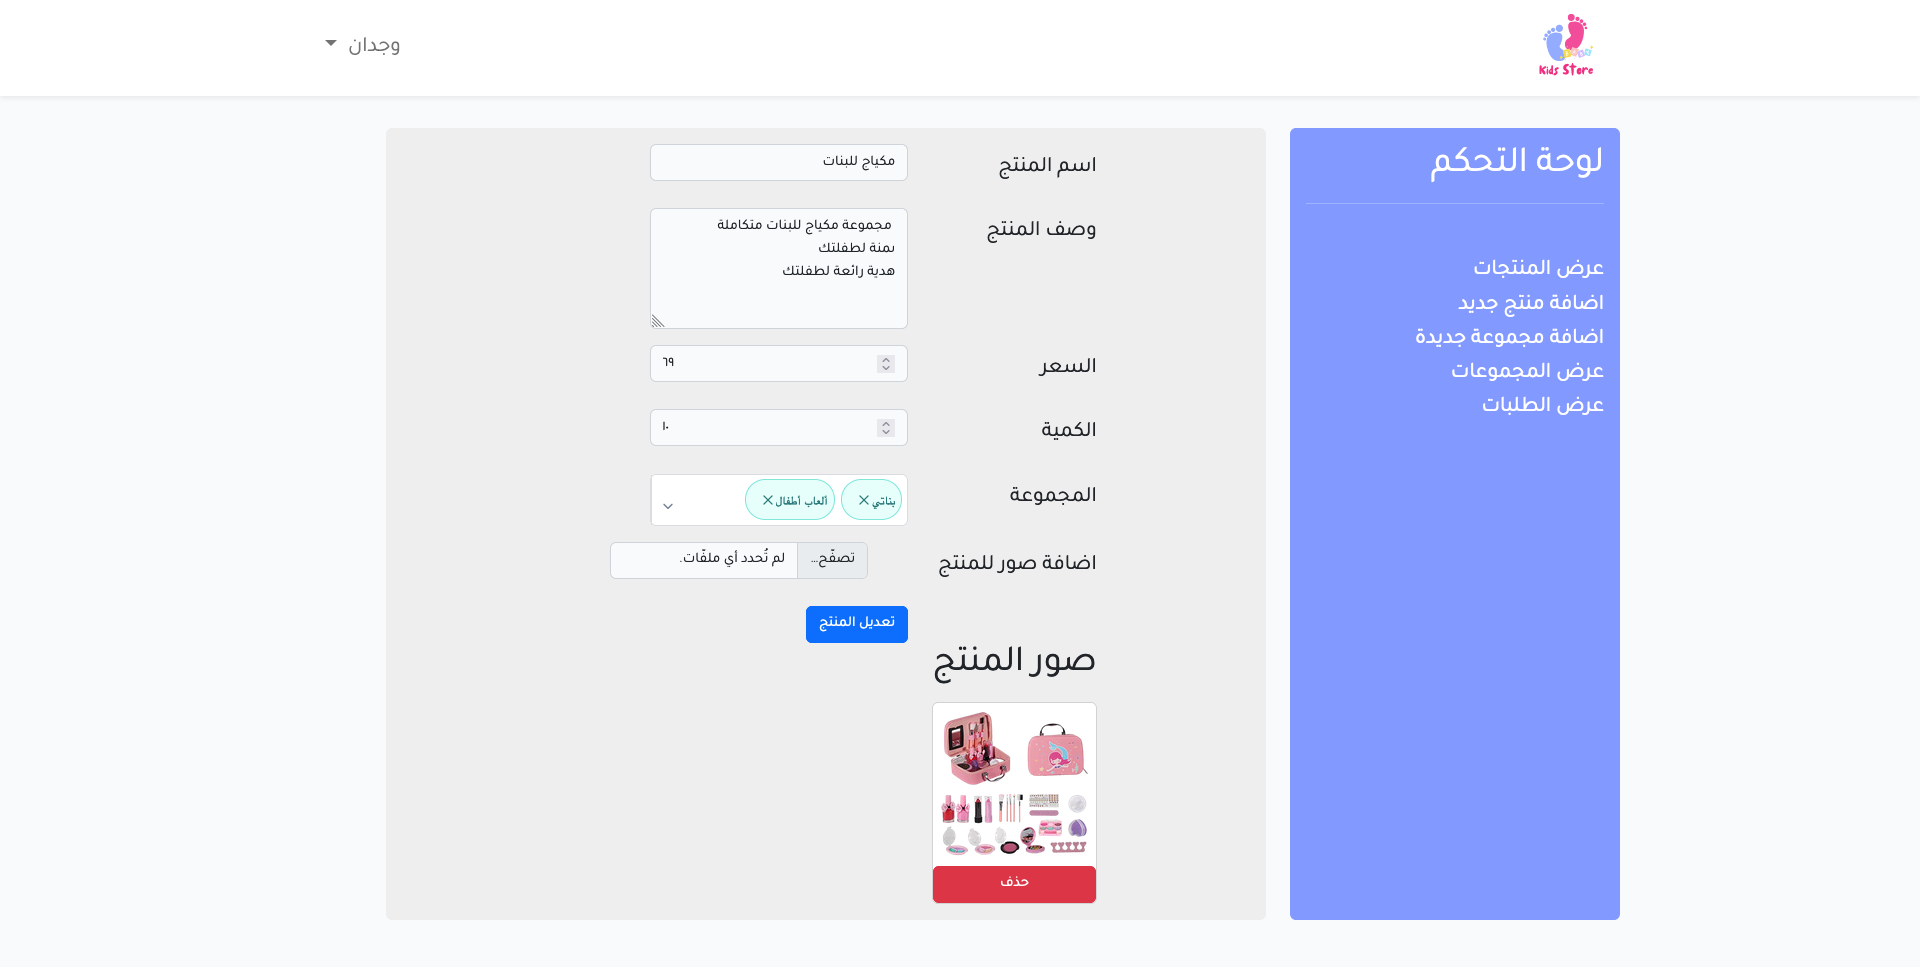 Kids Store
وجدان
لوحة التحكم
عرض المنتجات
اضافة منتج جديد
اضافة مجموعة جديدة
عرض المجموعات
عرض الطلبات
اسم المنتج
مكياج للبنات
وصف المنتج
مجموعة مكياج للبنات متكاملة
ىمنة لطفلتك
هدية رائعة لطفلتك
السعر
٦٩
الكمية
١٠
المجموعة
بناتي
ألعاب أطفال
اضافة صور للمنتج
تصفّح... لم تُحدد أي ملفّات.
تعديل المنتج
صور المنتج
حذف